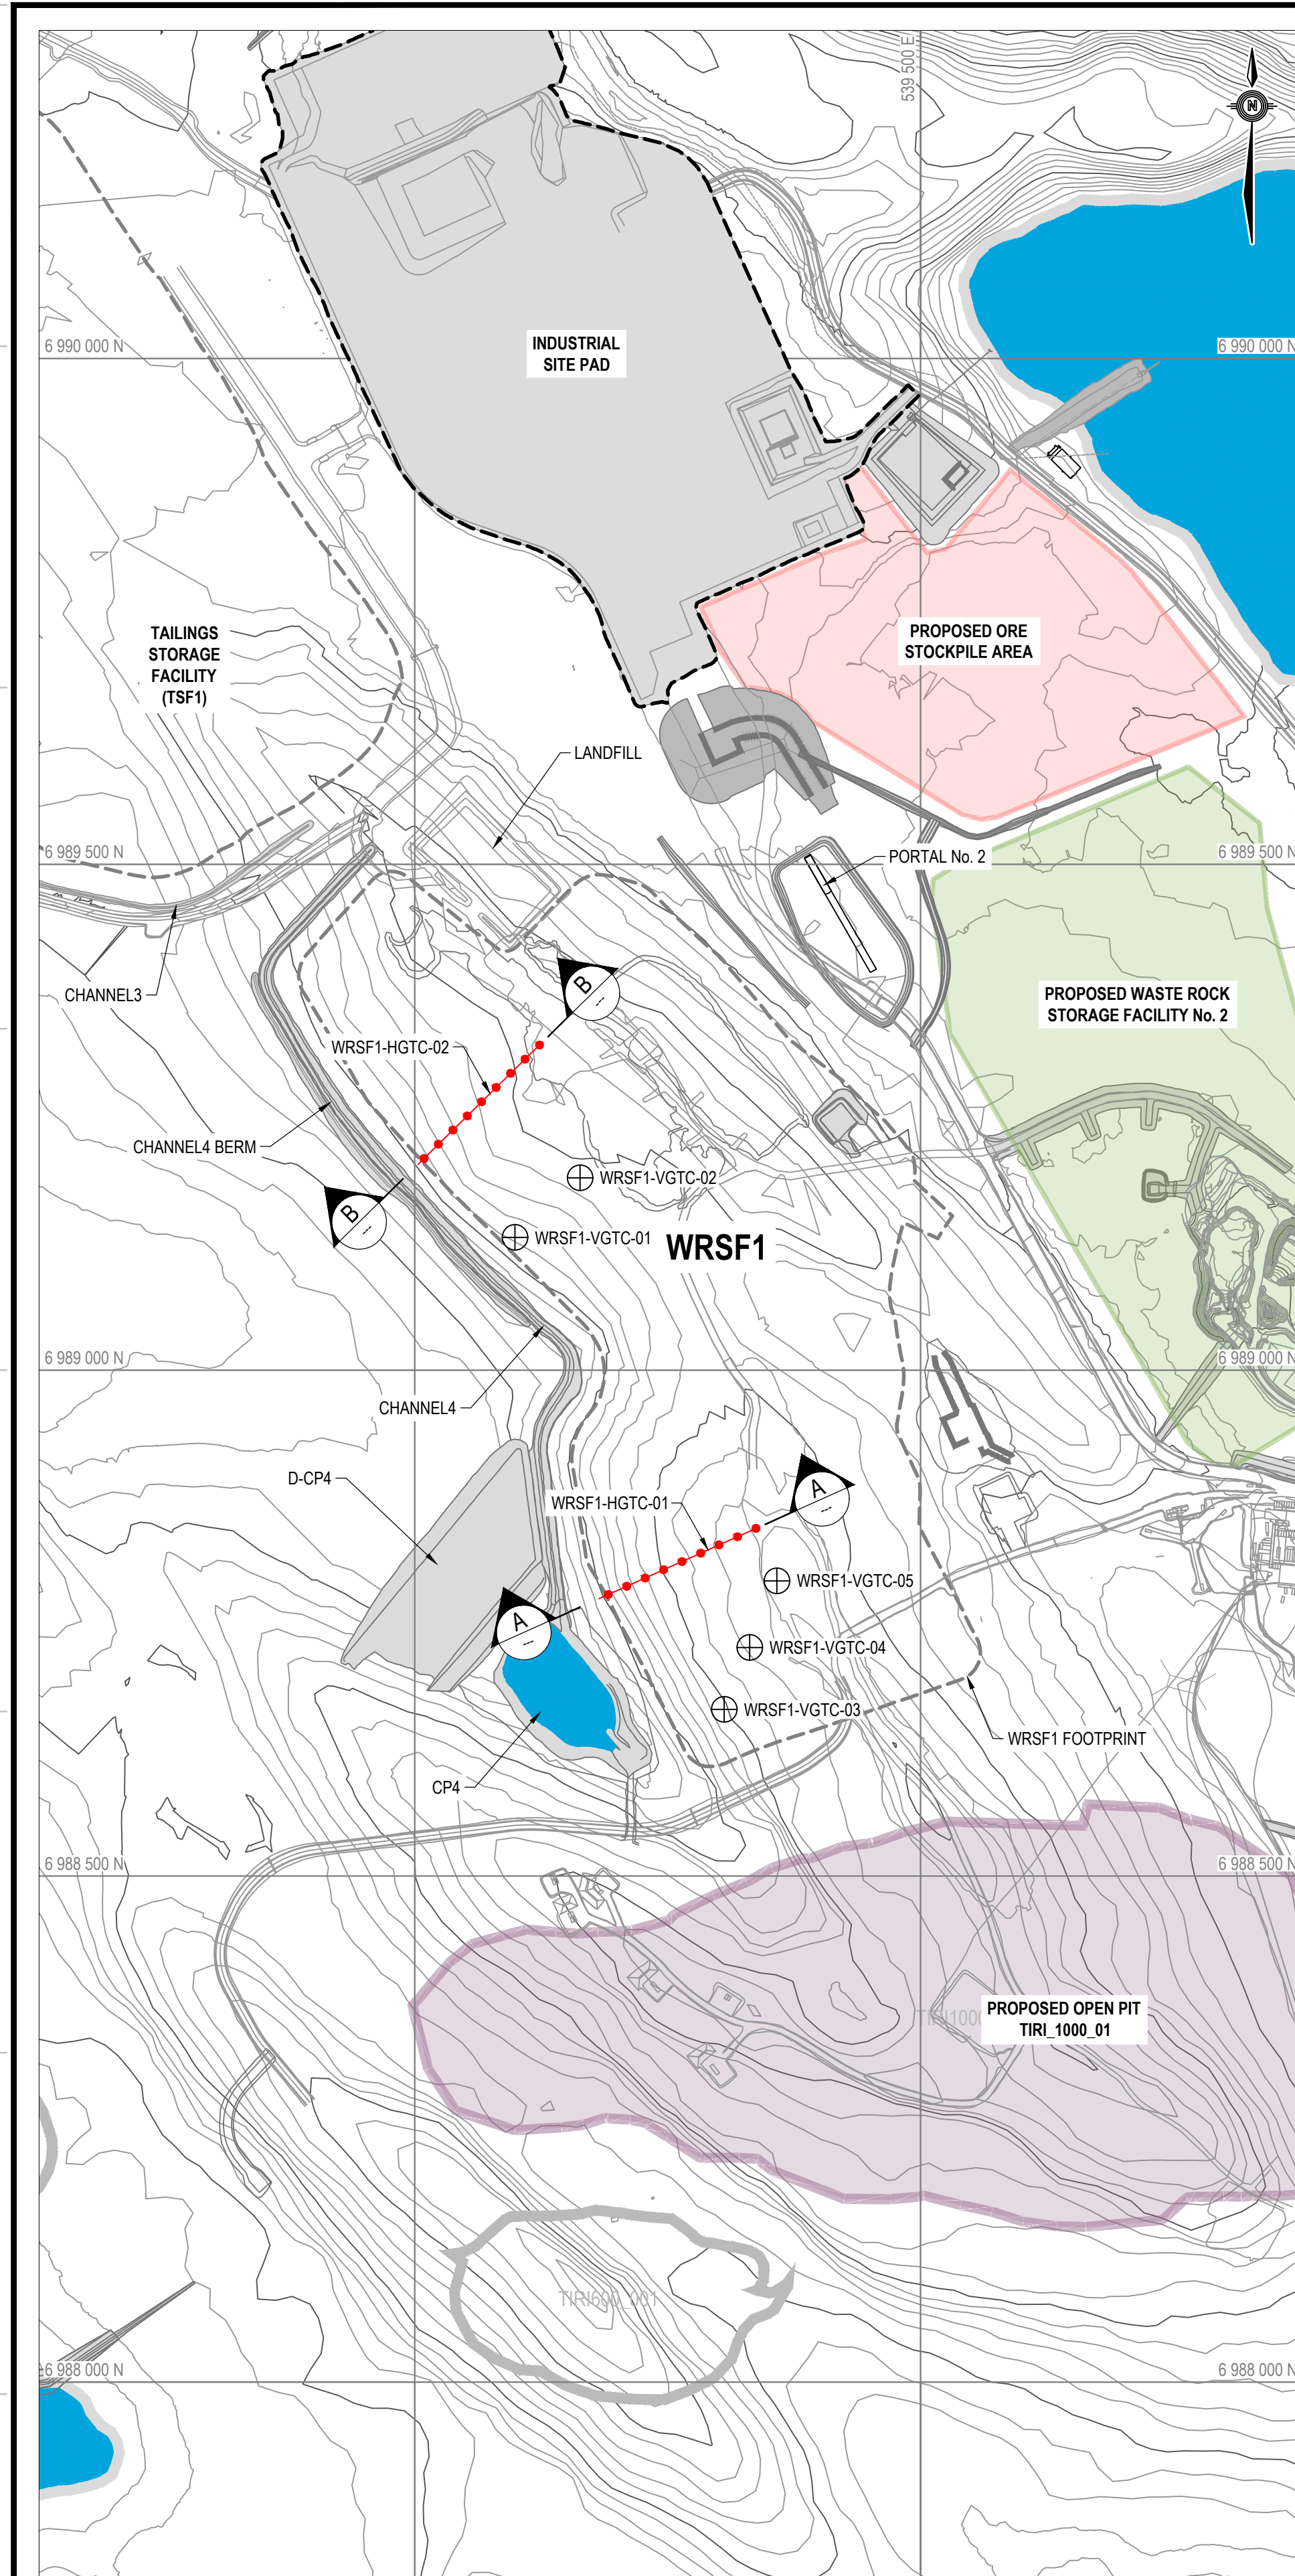 539 500 E
N
6 990 000 N
6 990 000 N
INDUSTRIAL
SITE PAD
TAILINGS
STORAGE
FACILITY
(TSF1)
PROPOSED ORE
STOCKPILE AREA
LANDFILL
6 989 500 N
6 989 500 N
PORTAL No. 2
CHANNEL3
B
---
PROPOSED WASTE ROCK
STORAGE FACILITY No. 2
WRSF1-HGTC-02
CHANNEL4 BERM
WRSF1-VGTC-02
B
---
WRSF1-VGTC-01
WRSF1
6 989 000 N
6 989 000 N
CHANNEL4
D-CP4
WRSF1-HGTC-01
A
---
WRSF1-VGTC-05
A
---
WRSF1-VGTC-04
WRSF1-VGTC-03
WRSF1 FOOTPRINT
CP4
6 988 500 N
6 988 500 N
PROPOSED OPEN PIT
TIRI_1000_01
TIRI600_001
6 988 000 N
6 988 000 N